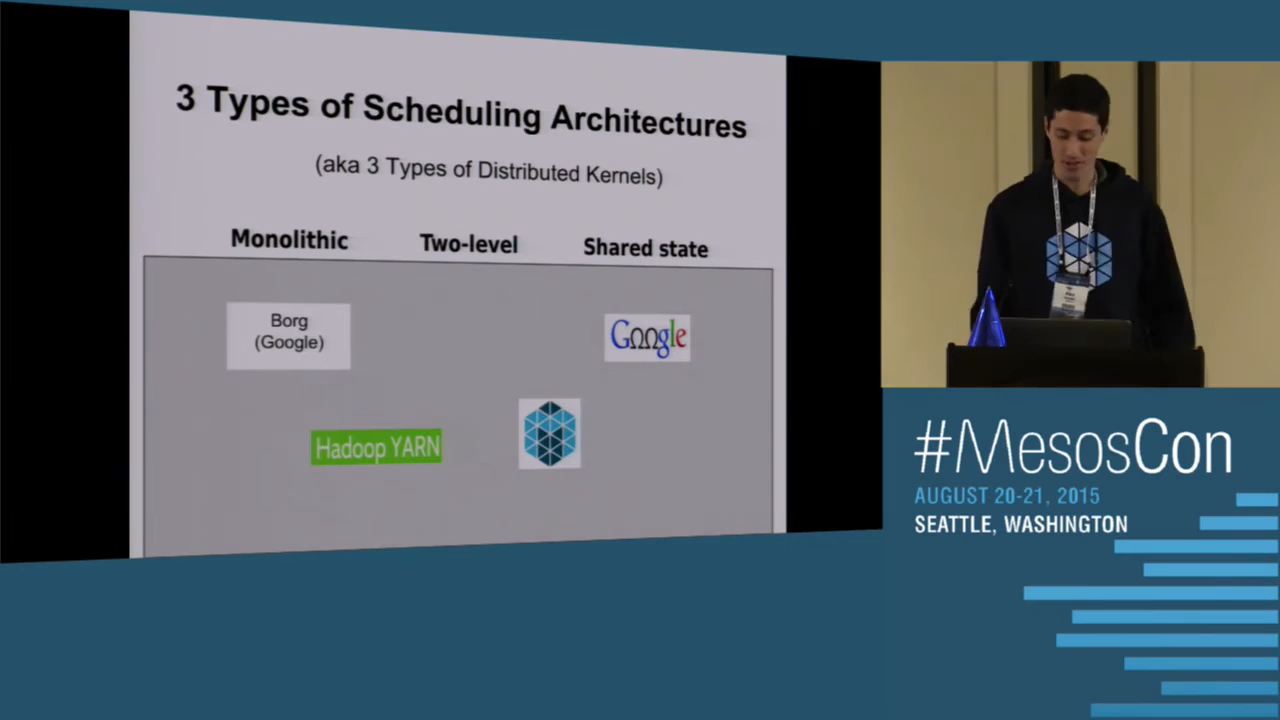 3 Types of Scheduling Architectures
(aka 3 Types of Distributed Kernels)
Monolithic
Two-level
Shared state
Borg
(Google)
GΩΩgle
Hadoop YARN
#MesosCon
AUGUST 20-21, 2015
SEATTLE, WASHINGTON